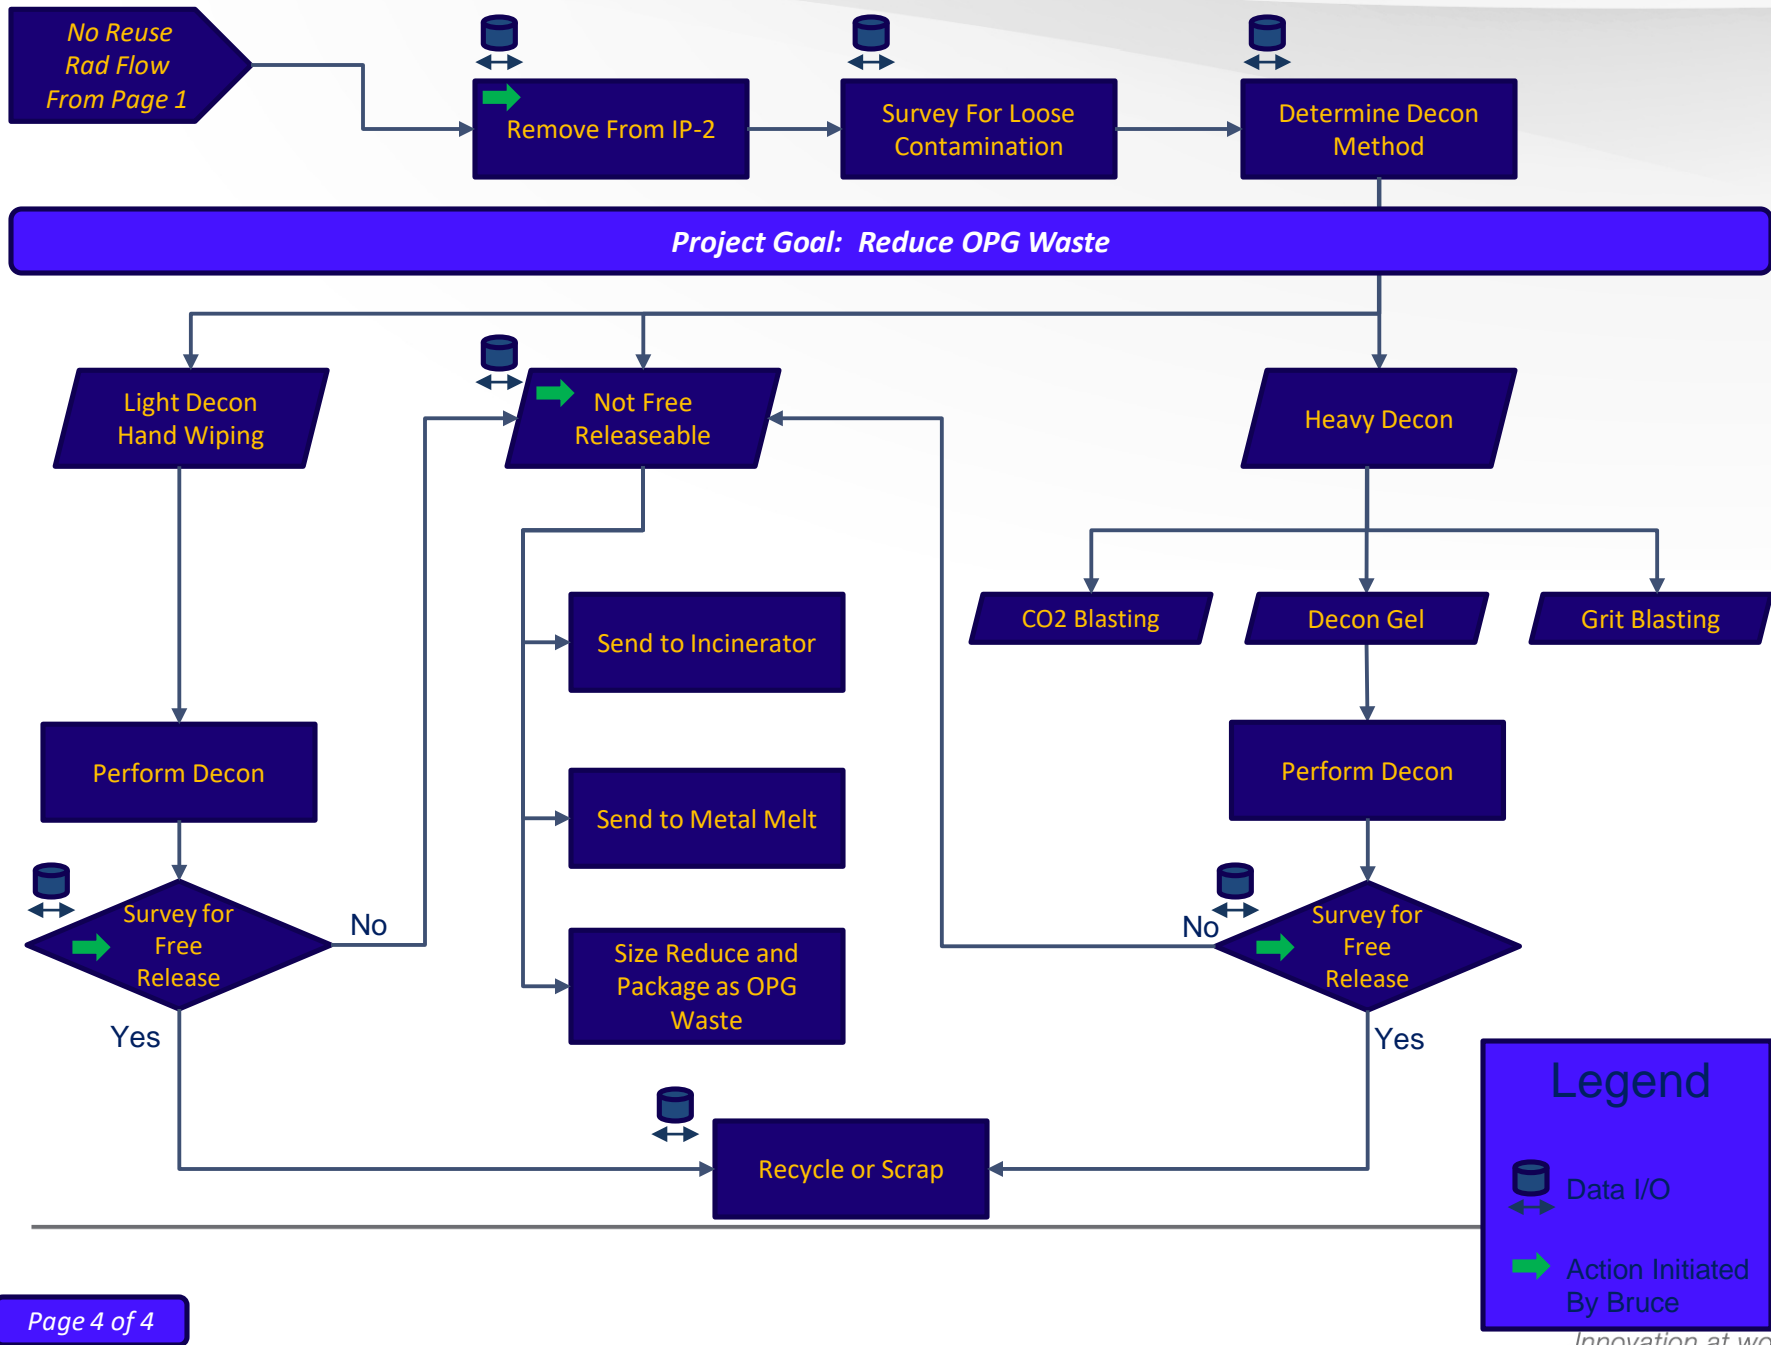 No Reuse
Rad Flow
From Page 1
Remove From IP-2
Survey For Loose
Contamination
Determine Decon
Method
Project Goal:  Reduce OPG Waste
Light Decon
Hand Wiping
Not Free
Releaseable
Heavy Decon
CO2 Blasting
Decon Gel
Grit Blasting
Send to Incinerator
Perform Decon
Send to Metal Melt
Perform Decon
Survey for
Free
Release
No
Size Reduce and
Package as OPG
Waste
No
Survey for
Free
Release
Yes
Yes
Recycle or Scrap
Legend
Data I/O
Action Initiated
By Bruce
Page 4 of 4
Innovation at